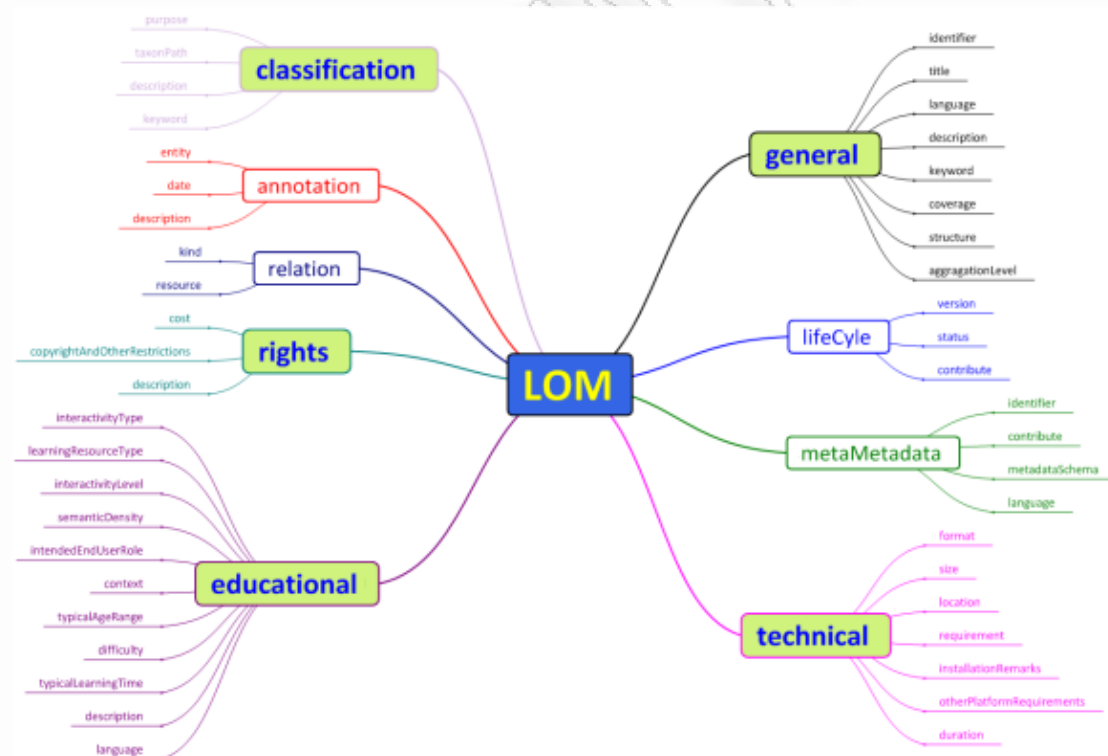 purpose
taxonPath
description
keyword
classification
entity
date
description
annotation
kind
resource
relation
cost
copyrightAndOtherRestrictions
description
rights
interactivityType
learningResourceType
interactivityLevel
semanticDensity
intendedEndUserRole
context
typicalAgeRange
difficulty
typicalLearningTime
description
language
educational
LOM
general
identifier
title
language
description
keyword
coverage
structure
aggragationLevel
lifeCyle
version
status
contribute
metaMetadata
identifier
contribute
metadataSchema
language
technical
format
size
location
requirement
installationRemarks
otherPlatformRequirements
duration